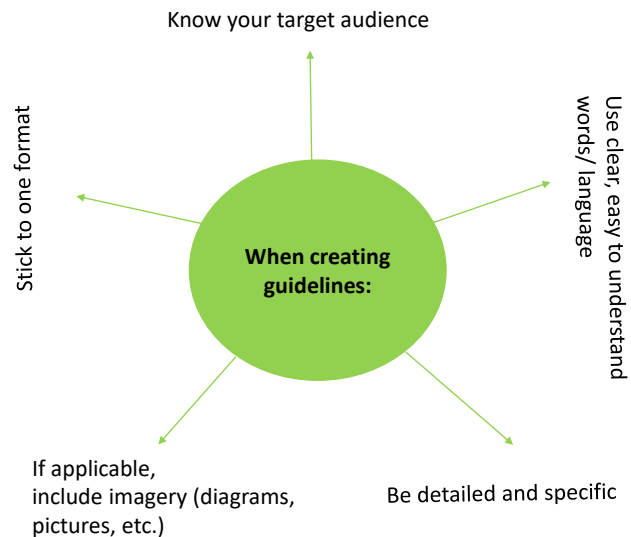 Know your target audience
Use clear, easy to understand
words/ language
Be detailed and specific
If applicable,
include imagery (diagrams,
pictures, etc.)
Stick to one format
When creating
guidelines: